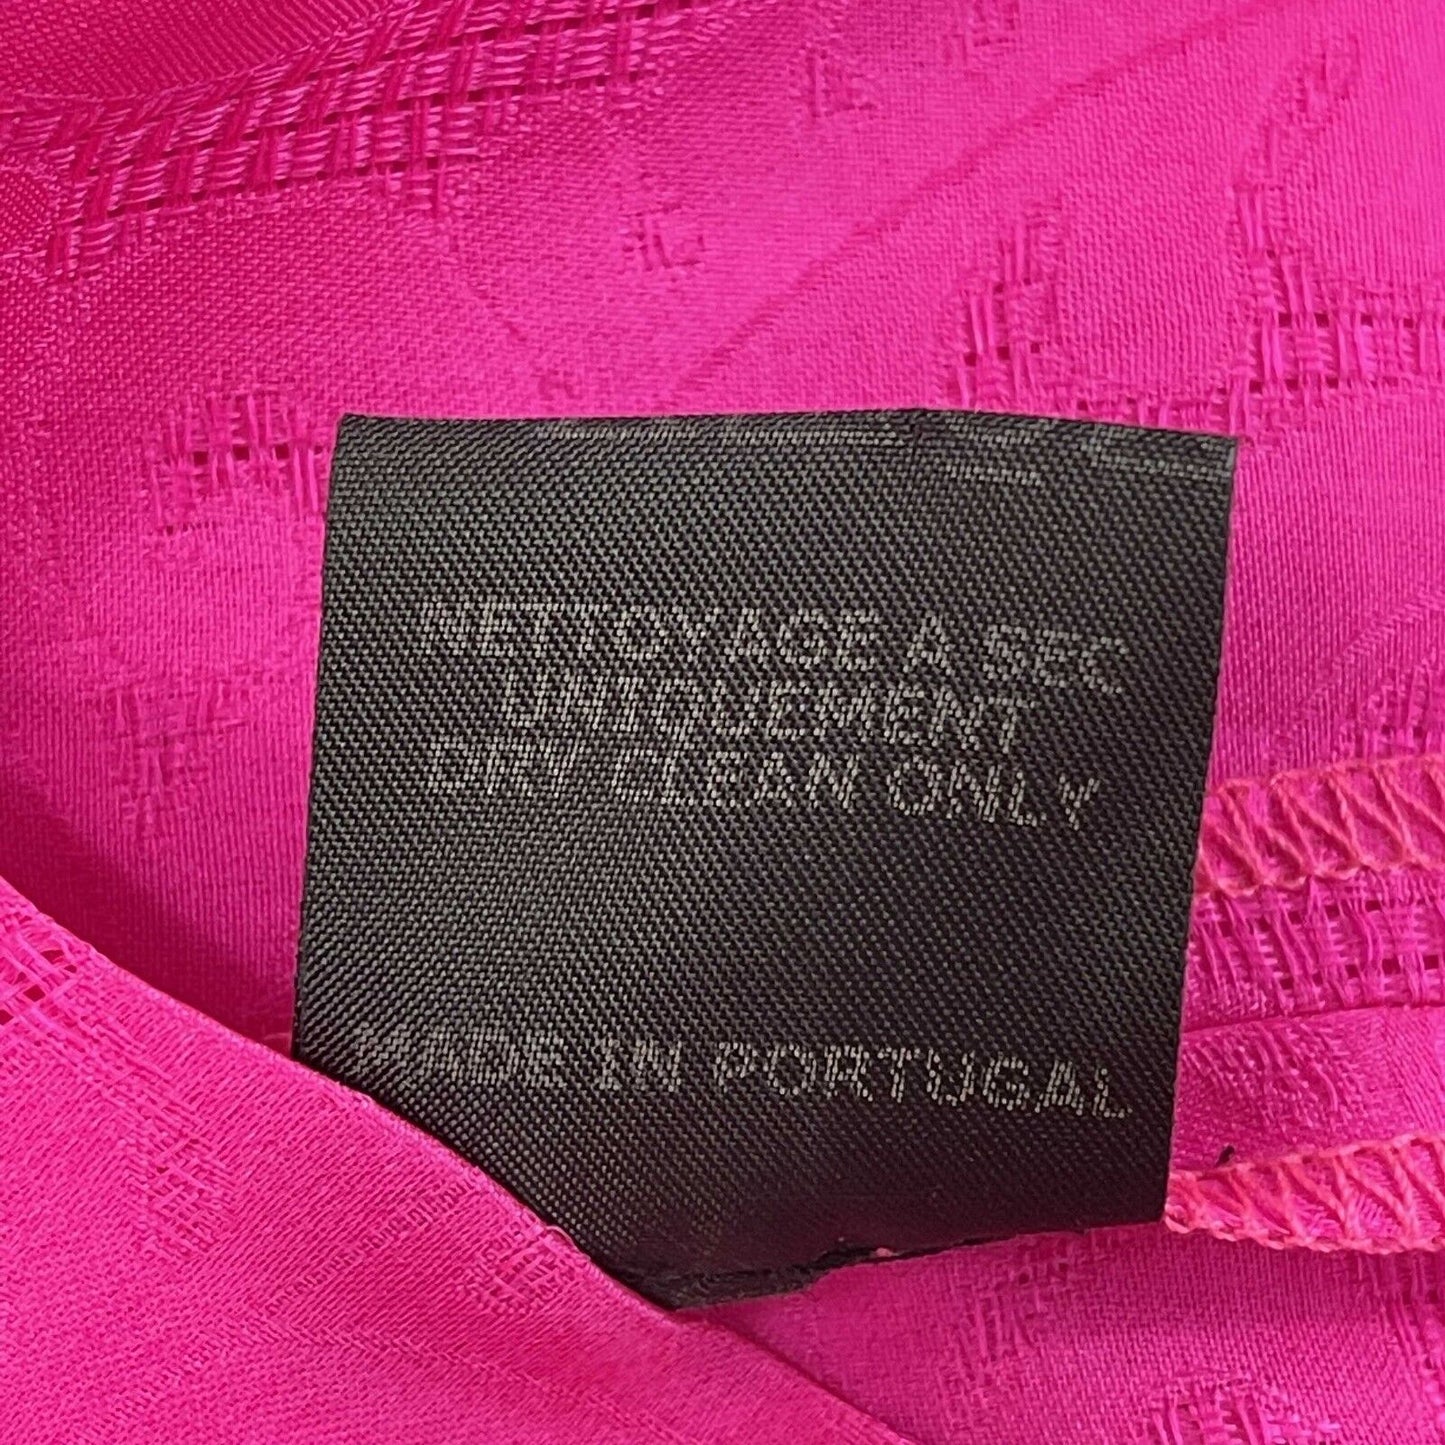 NETTOYAGE A SEC
UNIQUEMENT
DRY CLEAN ONLY
MADE IN PORTUGAL